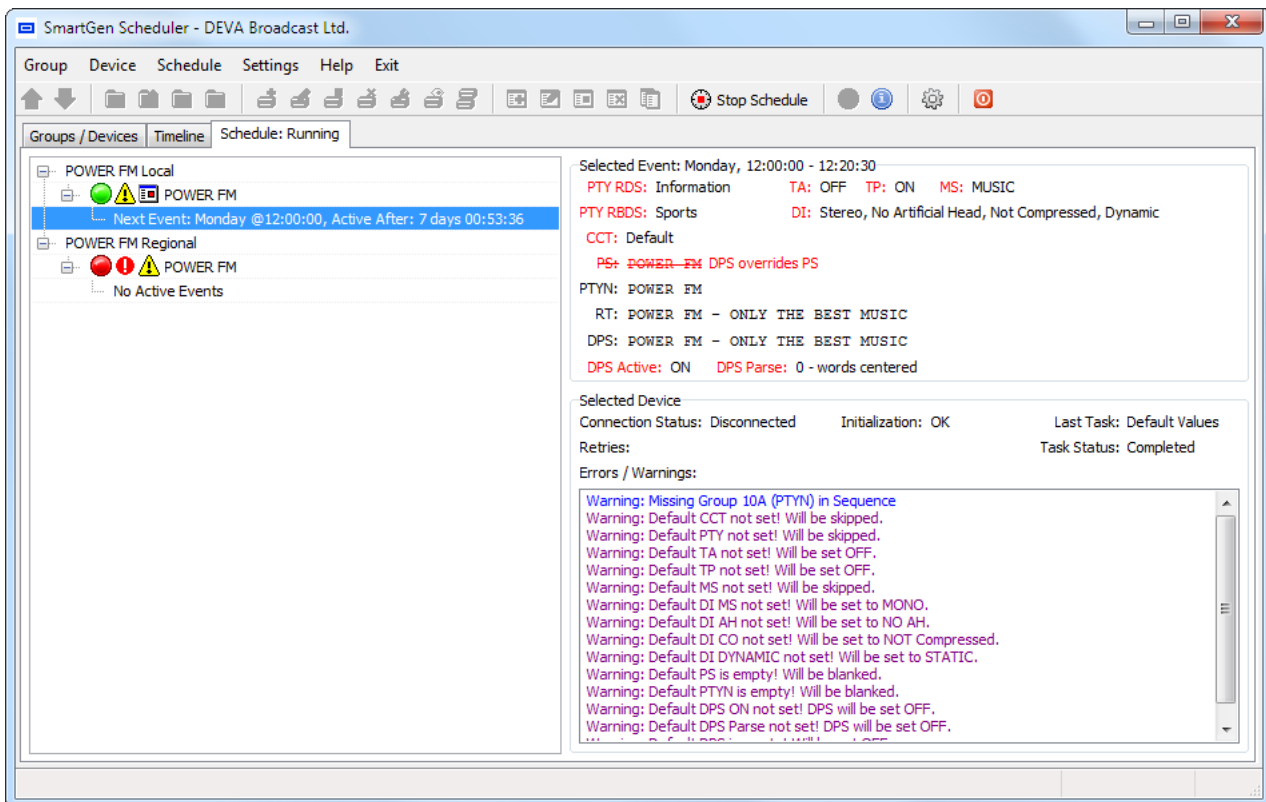 SmartGen Scheduler - DEVA Broadcast Ltd.
Group Device Schedule Settings Help Exit
Stop Schedule
Groups / Devices Timeline Schedule: Running
POWER FM Local
POWER FM
Next Event: Monday @12:00:00, Active After: 7 days 00:53:36
POWER FM Regional
POWER FM
No Active Events
Selected Event: Monday, 12:00:00 - 12:20:30
PTY RDS: Information TA: OFF TP: ON MS: MUSIC
PTY RBDS: Sports DI: Stereo, No Artificial Head, Not Compressed, Dynamic
CCT: Default
PS: POWER FM DPS overrides PS
PTYN: POWER FM
RT: POWER FM - ONLY THE BEST MUSIC
DPS: POWER FM - ONLY THE BEST MUSIC
DPS Active: ON DPS Parse: 0 - words centered
Selected Device
Connection Status: Disconnected Initialization: OK Last Task: Default Values
Retries: Task Status: Completed
Errors / Warnings:
Warning: Missing Group 10A (PTYN) in Sequence
Warning: Default CCT not set! Will be skipped.
Warning: Default PTY not set! Will be skipped.
Warning: Default TA not set! Will be set OFF.
Warning: Default TP not set! Will be set OFF.
Warning: Default MS not set! Will be skipped.
Warning: Default DI MS not set! Will be set to MONO.
Warning: Default DI AH not set! Will be set to NO AH.
Warning: Default DI CO not set! Will be set to NOT Compressed.
Warning: Default DI DYNAMIC not set! Will be set to STATIC.
Warning: Default PS is empty! Will be blanked.
Warning: Default PTYN is empty! Will be blanked.
Warning: Default DPS ON not set! DPS will be set OFF.
Warning: Default DPS Parse not set! DPS will be set OFF.